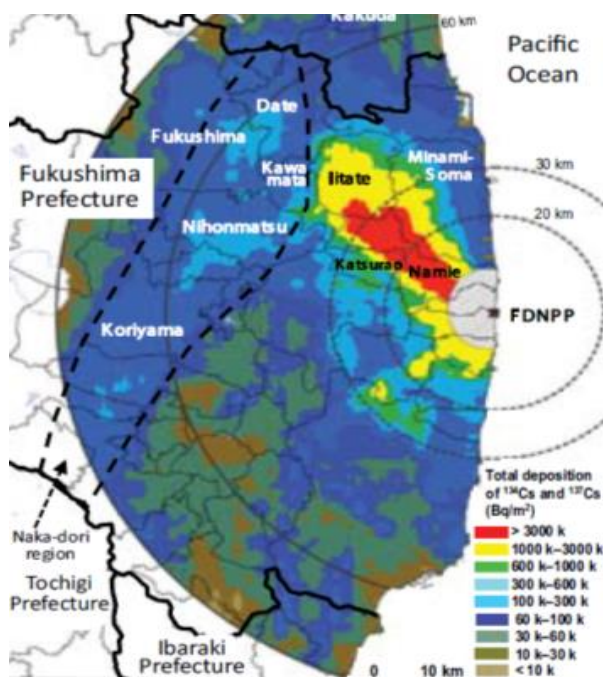 Kakuda
60 km
Pacific
Ocean
Date
Fukushima
Fukushima
Prefecture
Kawa
mata
Iitate
Minami-
Soma
30 km
20 km
Nihonmatsu
Katsurao
Namie
FDNPP
Koriyama
Naka-dori
region
Tochigi
Prefecture
Ibaraki
Prefecture
0 10 km
Total deposition
of ¹³⁴Cs and ¹³⁷Cs
(Bq/m²)
> 3000 k
1000 k–3000 k
600 k–1000 k
300 k–600 k
100 k–300 k
60 k–100 k
30 k–60 k
10 k–30 k
< 10 k